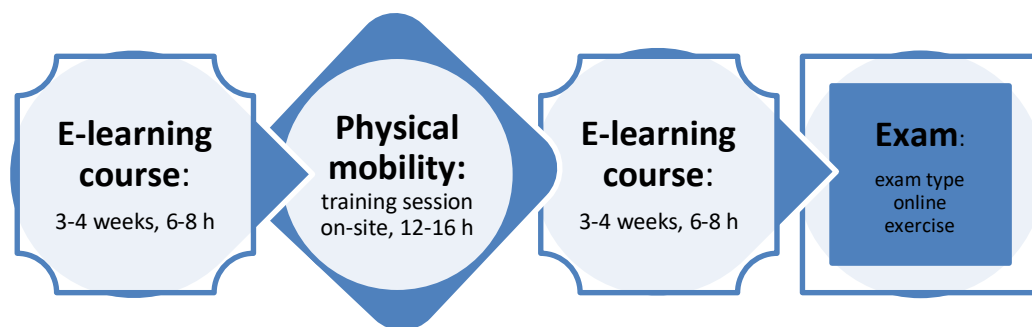 E-learning
course:
3-4 weeks, 6-8 h
Physical
mobility:
training session
on-site, 12-16 h
E-learning
course:
3-4 weeks, 6-8 h
Exam:
exam type
online
exercise